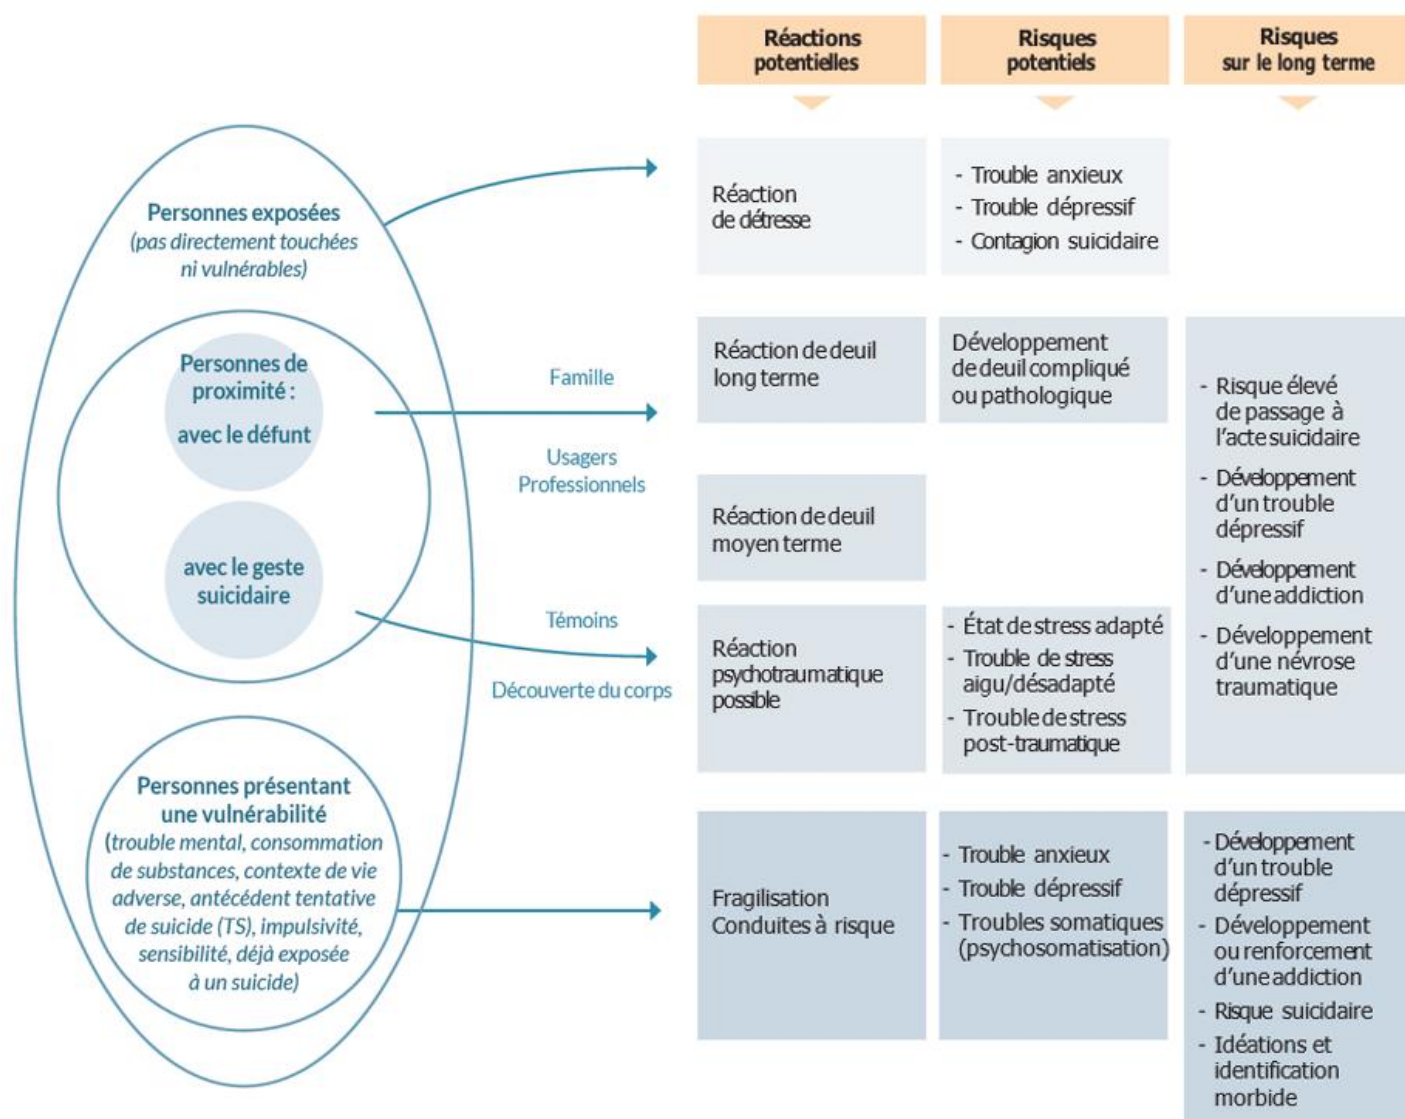 Réactions
potentielles
Risques
potentiels
Risques
sur le long terme
Personnes exposées
(pas directement touchées
ni vulnérables)
Réaction
de détresse
- Trouble anxieux
- Trouble dépressif
- Contagion suicidaire
Personnes de
proximité :
avec le défunt
avec le geste
suicidaire
Famille
Usagers
Professionnels
Témoins
Découverte du corps
Réaction de deuil
long terme
Développement
de deuil compliqué
ou pathologique
Réaction de deuil
moyen terme
Réaction
psychotraumatique
possible
- État de stress adapté
- Trouble de stress
aigu/désadapté
- Trouble de stress
post-traumatique
- Risque élevé
de passage à
l'acte suicidaire
- Développement
d'un trouble
dépressif
- Développement
d'une addiction
- Développement
d'une névrose
traumatique
Personnes présentant
une vulnérabilité
(trouble mental, consommation
de substances, contexte de vie
adverse, antécédent tentative
de suicide (TS), impulsivité,
sensibilité, déjà exposée
à un suicide)
Fragilisation
Conduites à risque
- Trouble anxieux
- Trouble dépressif
- Troubles somatiques
(psychosomatisation)
- Développement
d'un trouble
dépressif
- Développement
ou renforcement
d'une addiction
- Risque suicidaire
- Idéations et
identification
morbide